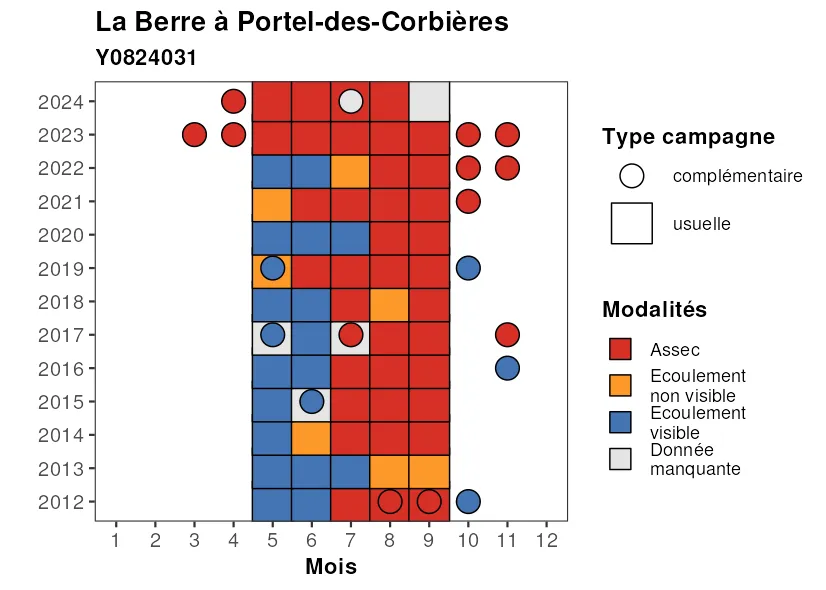 La Berre à Portel-des-Corbières
Y0824031
2024
2023
2022
2021
2020
2019
2018
2017
2016
2015
2014
2013
2012
1 2 3 4 5 6 7 8 9 10 11 12
Mois
Type campagne
complémentaire
usuelle
Modalités
Assec
Ecoulement
non visible
Ecoulement
visible
Donnée
manquante